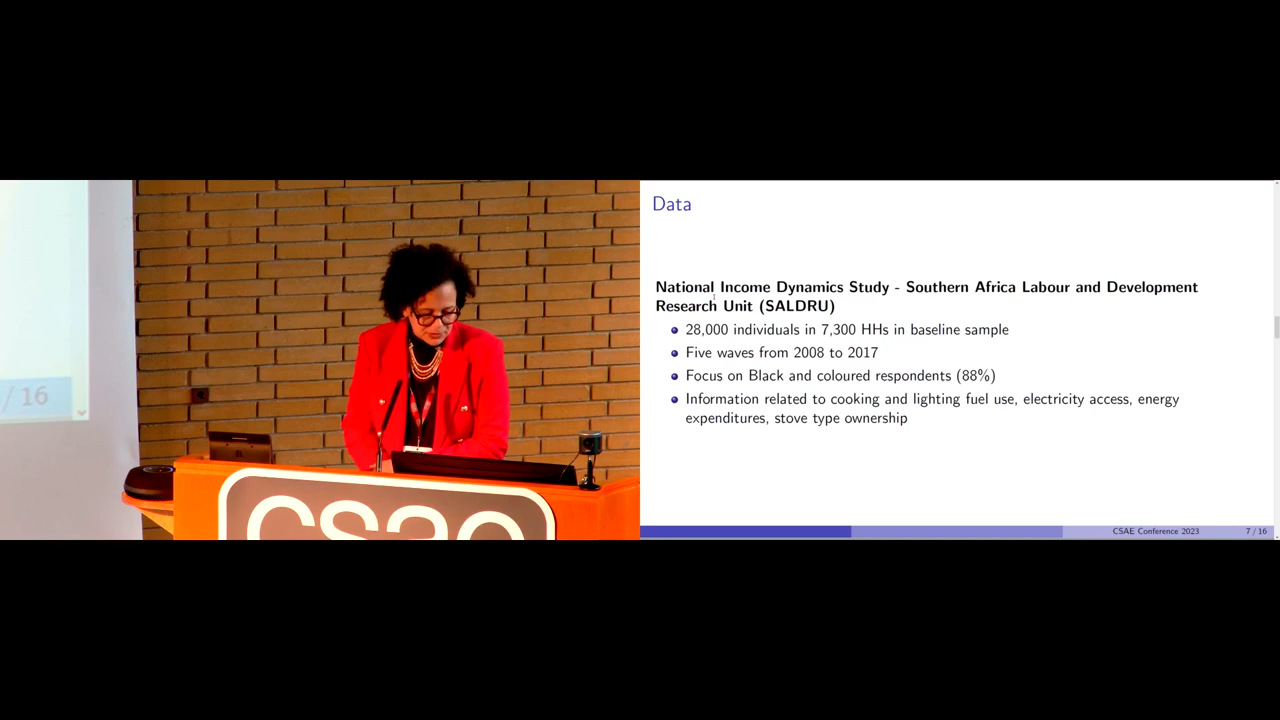 / 16
csae
Data
National Income Dynamics Study - Southern Africa Labour and Development
Research Unit (SALDRU)
28,000 individuals in 7,300 HHs in baseline sample
Five waves from 2008 to 2017
Focus on Black and coloured respondents (88%)
Information related to cooking and lighting fuel use, electricity access, energy
expenditures, stove type ownership
CSAE Conference 2023 7 / 16